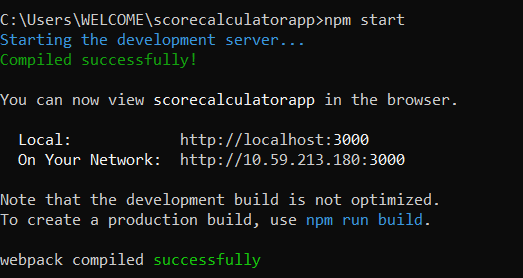 C:\Users\WELCOME\scorecalculatorapp>npm start
Starting the development server...
Compiled successfully!
You can now view scorecalculatorapp in the browser.
Local:            http://localhost:3000
On Your Network:  http://10.59.213.180:3000
Note that the development build is not optimized.
To create a production build, use npm run build.
webpack compiled successfully